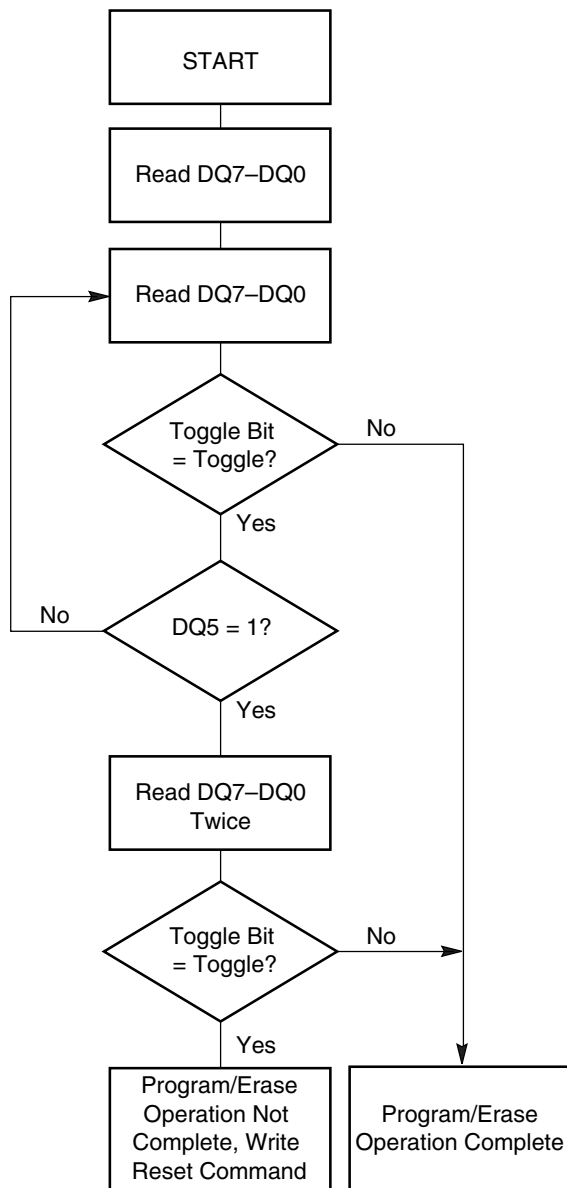 START
Read DQ7–DQ0
Read DQ7–DQ0
Toggle Bit
= Toggle?
No
Yes
DQ5 = 1?
No
Yes
Read DQ7–DQ0
Twice
Toggle Bit
= Toggle?
No
Yes
Program/Erase
Operation Not
Complete, Write
Reset Command
Program/Erase
Operation Complete